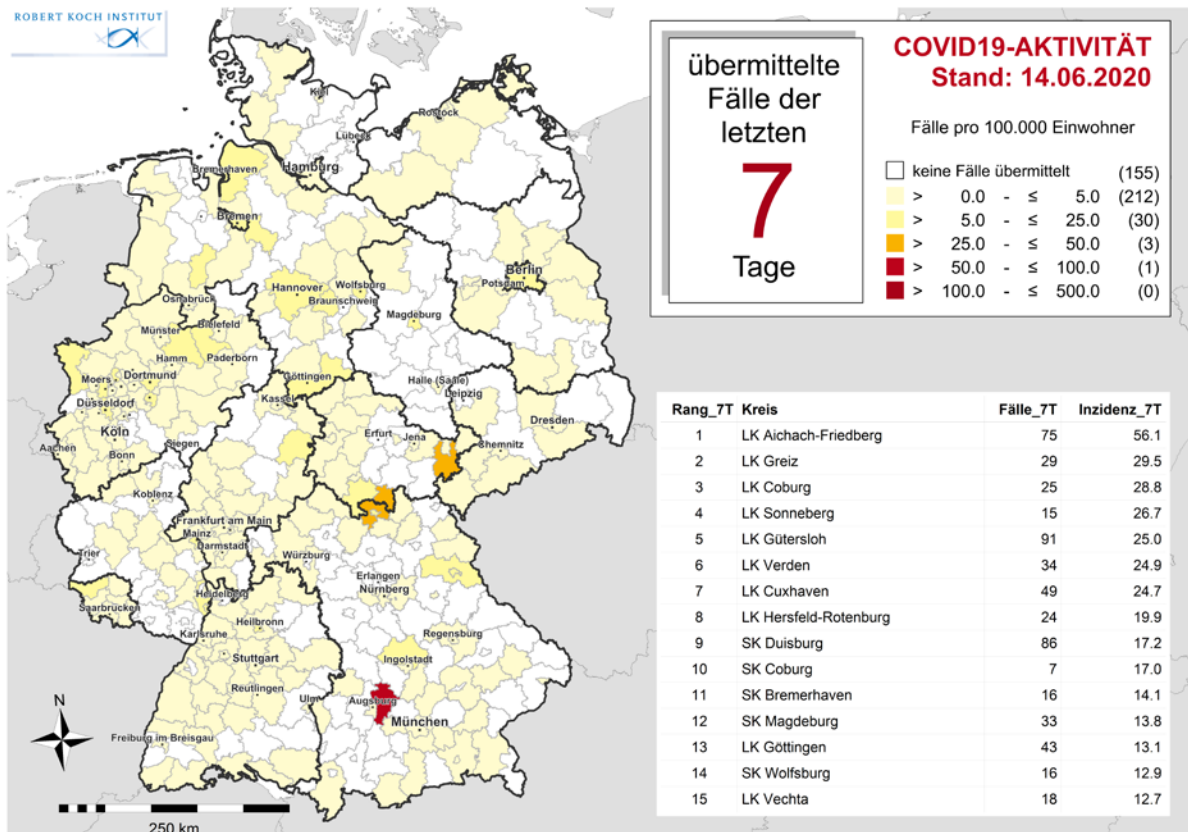 ROBERT KOCH INSTITUT
übermittelte
Fälle der
letzten
7
Tage
COVID19-AKTIVITÄT
Stand: 14.06.2020
Fälle pro 100.000 Einwohner
keine Fälle übermittelt (155)
> 0.0 - ≤ 5.0 (212)
> 5.0 - ≤ 25.0 (30)
> 25.0 - ≤ 50.0 (3)
> 50.0 - ≤ 100.0 (1)
> 100.0 - ≤ 500.0 (0)
Kiel
Rostock
Lübeck
Hamburg
Bremerhaven
Bremen
Berlin
Potsdam
Hannover
Wolfsburg
Braunschweig
Osnabrück
Magdeburg
Münster
Bielefeld
Hamm
Paderborn
Moers
Dortmund
Göttingen
Halle (Saale)
Leipzig
Düsseldorf
Kassel
Dresden
Köln
Erfurt
Jena
Chemnitz
Aachen
Siegen
Bonn
Koblenz
Frankfurt am Main
Mainz
Darmstadt
Trier
Würzburg
Erlangen
Nürnberg
Heidelberg
Saarbrücken
Heilbronn
Karlsruhe
Regensburg
Stuttgart
Ingolstadt
Reutlingen
Ulm
Augsburg
München
Freiburg im Breisgau
N
250 km
Rang_7T Kreis Fälle_7T Inzidenz_7T
1 LK Aichach-Friedberg 75 56.1
2 LK Greiz 29 29.5
3 LK Coburg 25 28.8
4 LK Sonneberg 15 26.7
5 LK Gütersloh 91 25.0
6 LK Verden 34 24.9
7 LK Cuxhaven 49 24.7
8 LK Hersfeld-Rotenburg 24 19.9
9 SK Duisburg 86 17.2
10 SK Coburg 7 17.0
11 SK Bremerhaven 16 14.1
12 SK Magdeburg 33 13.8
13 LK Göttingen 43 13.1
14 SK Wolfsburg 16 12.9
15 LK Vechta 18 12.7